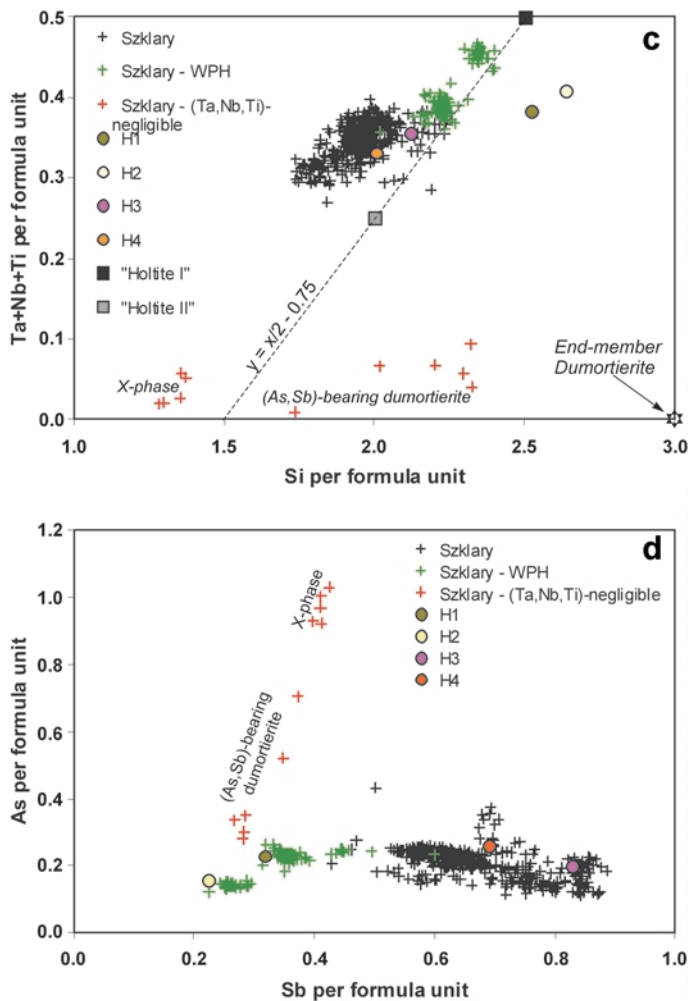 c
0.5
0.4
0.3
0.2
0.1
0.0
Ta+Nb+Ti per formula unit
Szklary
Szklary - WPH
Szklary - (Ta,Nb,Ti)-
negligible
H1
H2
H3
H4
"Holtite I"
"Holtite II"
y = x/2 - 0.75
X-phase
(As,Sb)-bearing dumortierite
End-member
Dumortierite
1.0 1.5 2.0 2.5 3.0
Si per formula unit
d
1.2
1.0
0.8
0.6
0.4
0.2
0.0
As per formula unit
Szklary
Szklary - WPH
Szklary - (Ta,Nb,Ti)-negligible
H1
H2
H3
H4
X-phase
(As,Sb)-bearing
dumortierite
0.0 0.2 0.4 0.6 0.8 1.0
Sb per formula unit